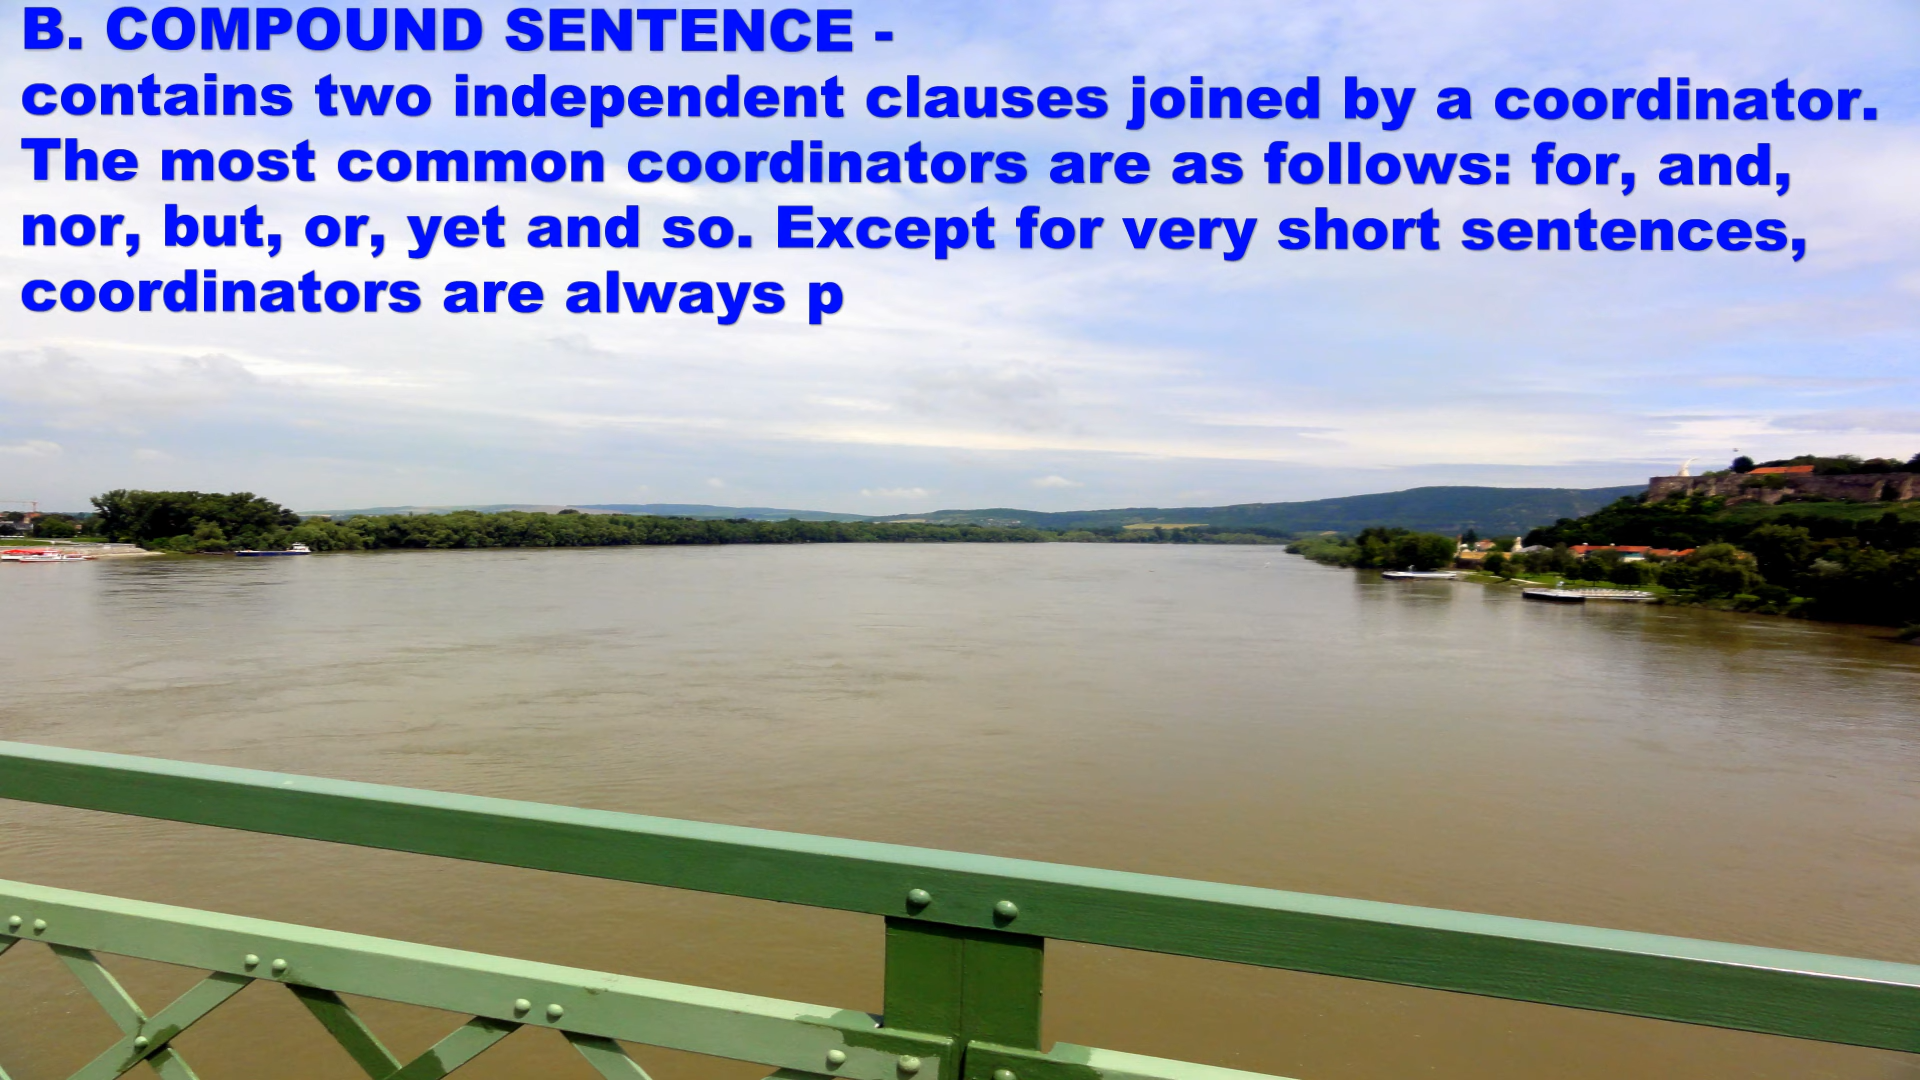 B. COMPOUND SENTENCE -
contains two independent clauses joined by a coordinator.
The most common coordinators are as follows: for, and,
nor, but, or, yet and so. Except for very short sentences,
coordinators are always p